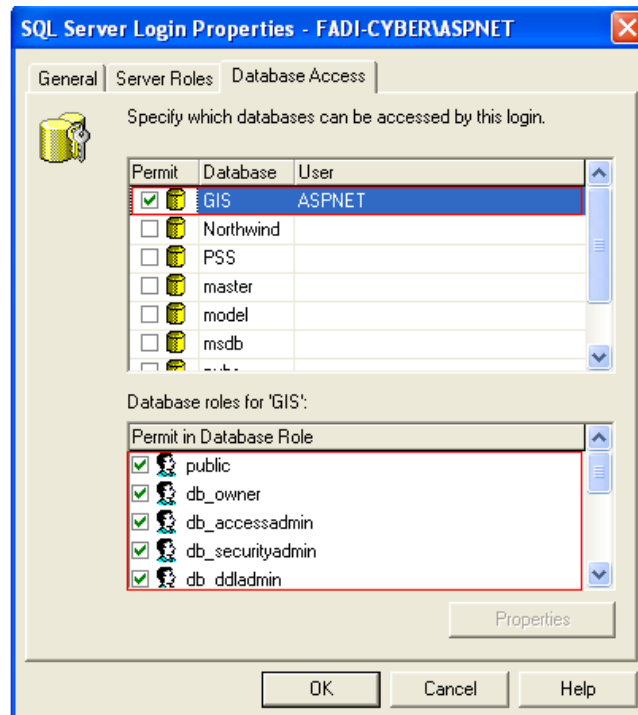 SQL Server Login Properties - FADI-CYBER\ASPNET
General Server Roles Database Access
Specify which databases can be accessed by this login.
Permit Database User
GIS ASPNET
Northwind
PSS
master
model
msdb
Database roles for 'GIS':
Permit in Database Role
public
db_owner
db_accessadmin
db_securityadmin
db_ddladmin
Properties
OK Cancel Help